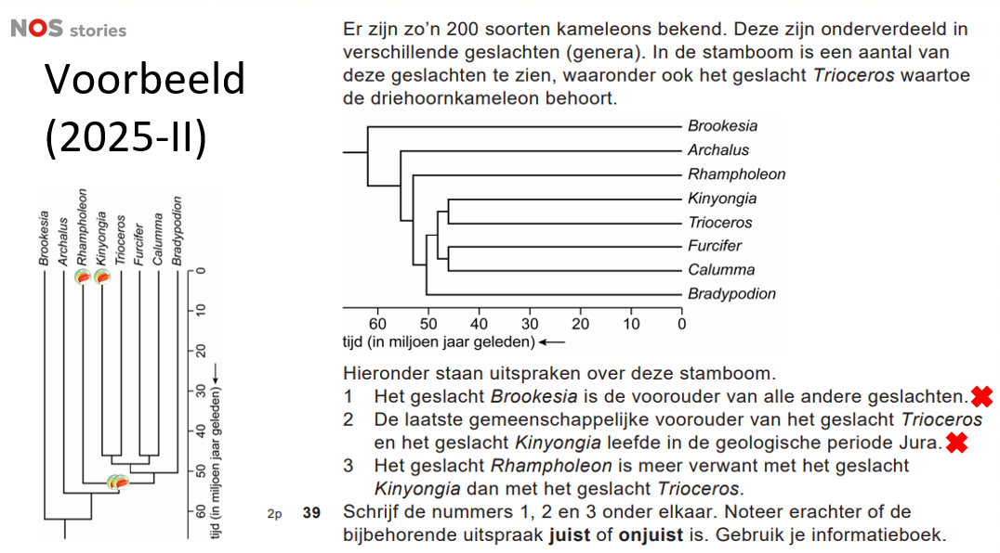 NOS stories
Voorbeeld
(2025-II)
Er zijn zo'n 200 soorten kameleons bekend. Deze zijn onderverdeeld in
verschillende geslachten (genera). In de stamboom is een aantal van
deze geslachten te zien, waaronder ook het geslacht Trioceros waartoe
de driehoornkameleon behoort.
Brookesia
Archalus
Rhampholeon
Kinyongia
Trioceros
Furcifer
Calumma
Bradypodion
60 50 40 30 20 10 0
tijd (in miljoen jaar geleden)
Brookesia
Archalus
Rhampholeon
Kinyongia
Trioceros
Furcifer
Calumma
Bradypodion
0
10
20
30
40
50
60
tijd (in miljoen jaar geleden)
Hieronder staan uitspraken over deze stamboom.
1 Het geslacht Brookesia is de voorouder van alle andere geslachten.
2 De laatste gemeenschappelijke voorouder van het geslacht Trioceros
en het geslacht Kinyongia leefde in de geologische periode Jura.
3 Het geslacht Rhampholeon is meer verwant met het geslacht
Kinyongia dan met het geslacht Trioceros.
2p 39 Schrijf de nummers 1, 2 en 3 onder elkaar. Noteer erachter of de
bijbehorende uitspraak juist of onjuist is. Gebruik je informatieboek.